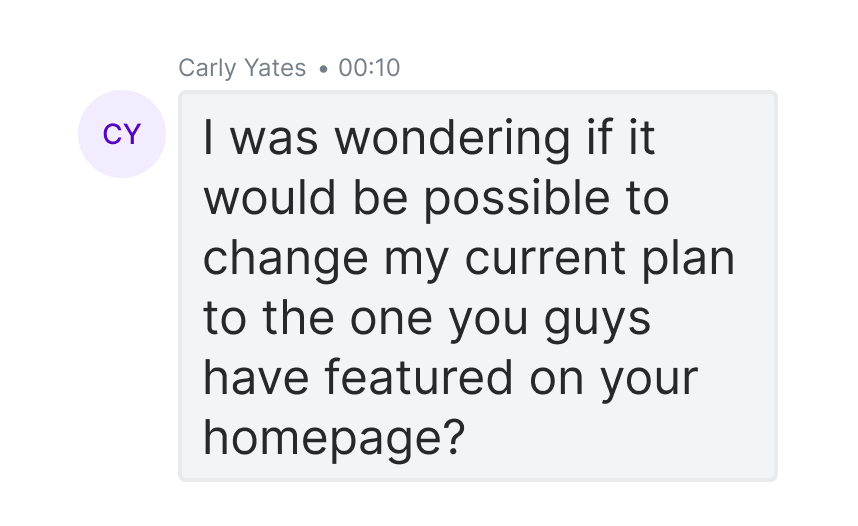 Carly Yates • 00:10
CY
I was wondering if it
would be possible to
change my current plan
to the one you guys
have featured on your
homepage?